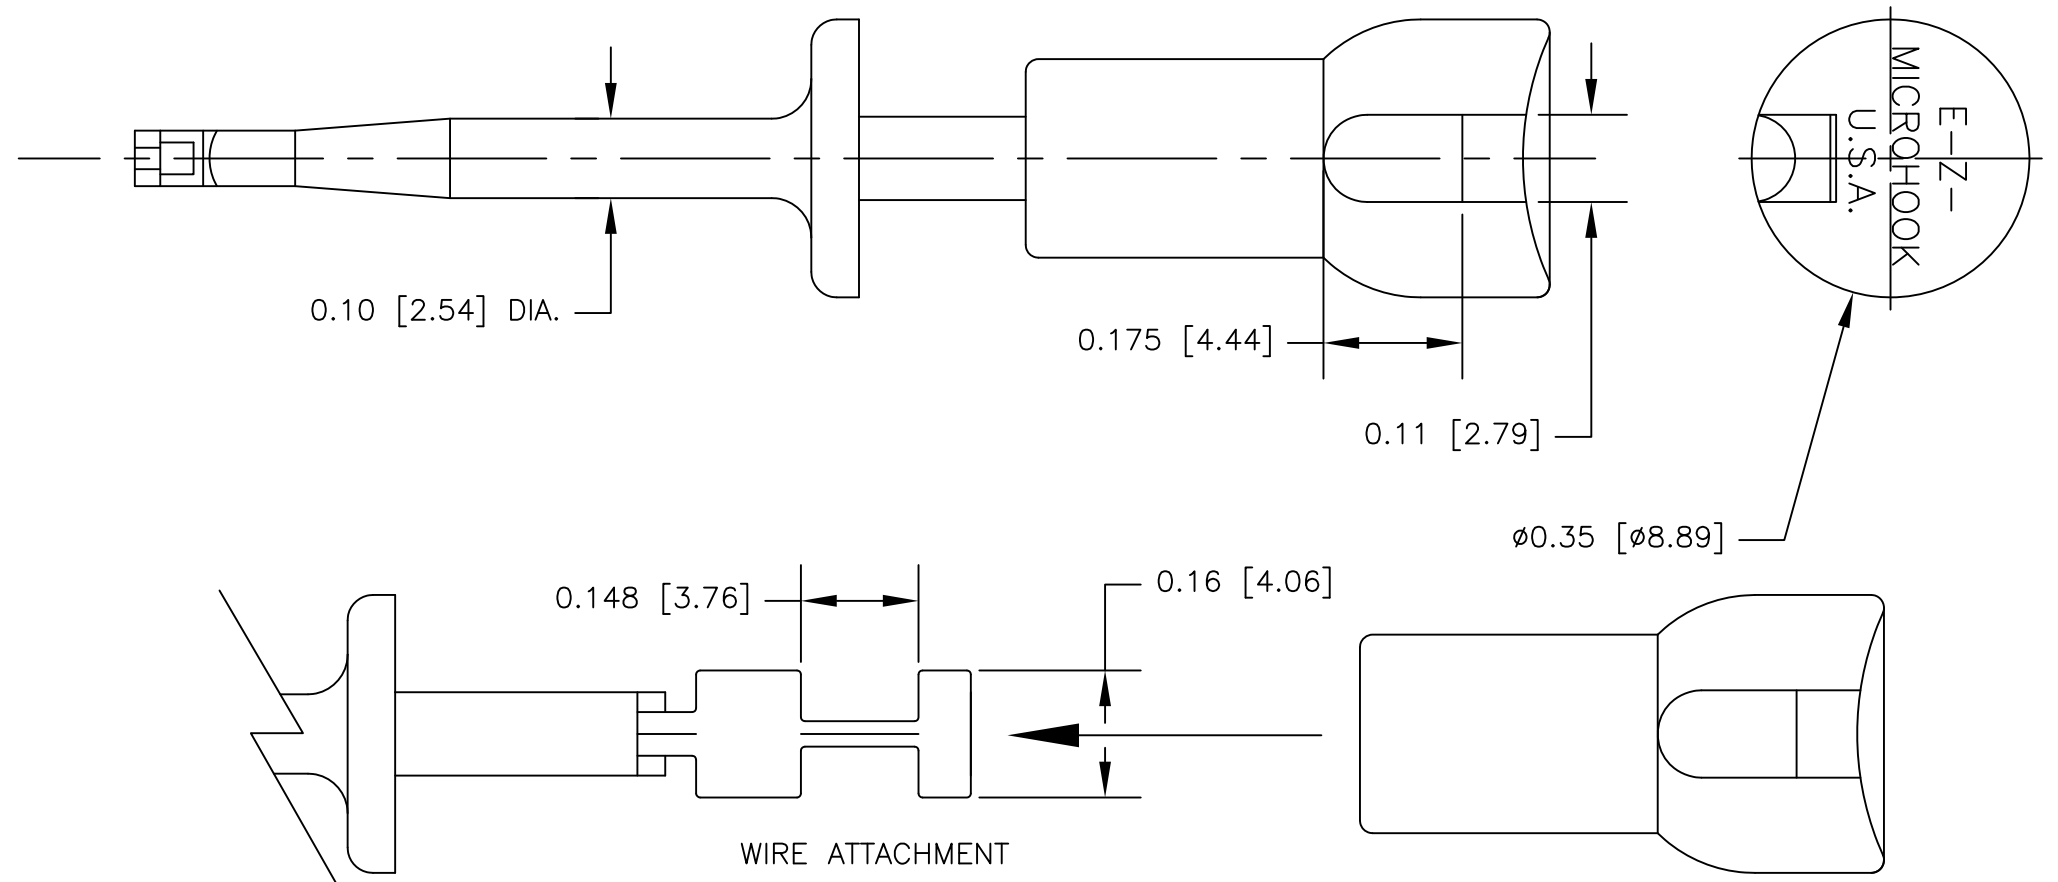 E-Z-
MICROHOOK
U.S.A.
0.10 [2.54] DIA.
0.175 [4.44]
0.11 [2.79]
ø0.35 [ø8.89]
0.148 [3.76]
0.16 [4.06]
WIRE ATTACHMENT